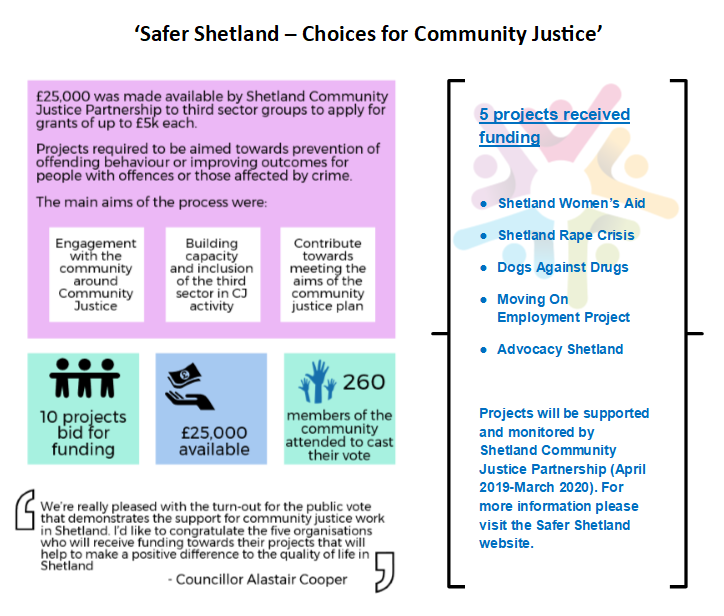 ‘Safer Shetland – Choices for Community Justice’
£25,000 was made available by Shetland Community
Justice Partnership to third sector groups to apply for
grants of up to £5k each.
Projects required to be aimed towards prevention of
offending behaviour or improving outcomes for
people with offences or those affected by crime.
The main aims of the process were:
Engagement
with the
community
around
Community
Justice
Building
capacity
and inclusion
of the third
sector in CJ
activity
Contribute
towards
meeting the
aims of the
community
justice plan
10 projects
bid for
funding
£25,000
available
260
members of the
community
attended to cast
their vote
We're really pleased with the turn-out for the public vote
that demonstrates the support for community justice work
in Shetland. I'd like to congratulate the five organisations
who will receive funding towards their projects that will
help to make a positive difference to the quality of life in
Shetland
- Councillor Alastair Cooper
5 projects received
funding
● Shetland Women’s Aid
● Shetland Rape Crisis
● Dogs Against Drugs
● Moving On
Employment Project
● Advocacy Shetland
Projects will be supported
and monitored by
Shetland Community
Justice Partnership (April
2019-March 2020). For
more information please
visit the Safer Shetland
website.